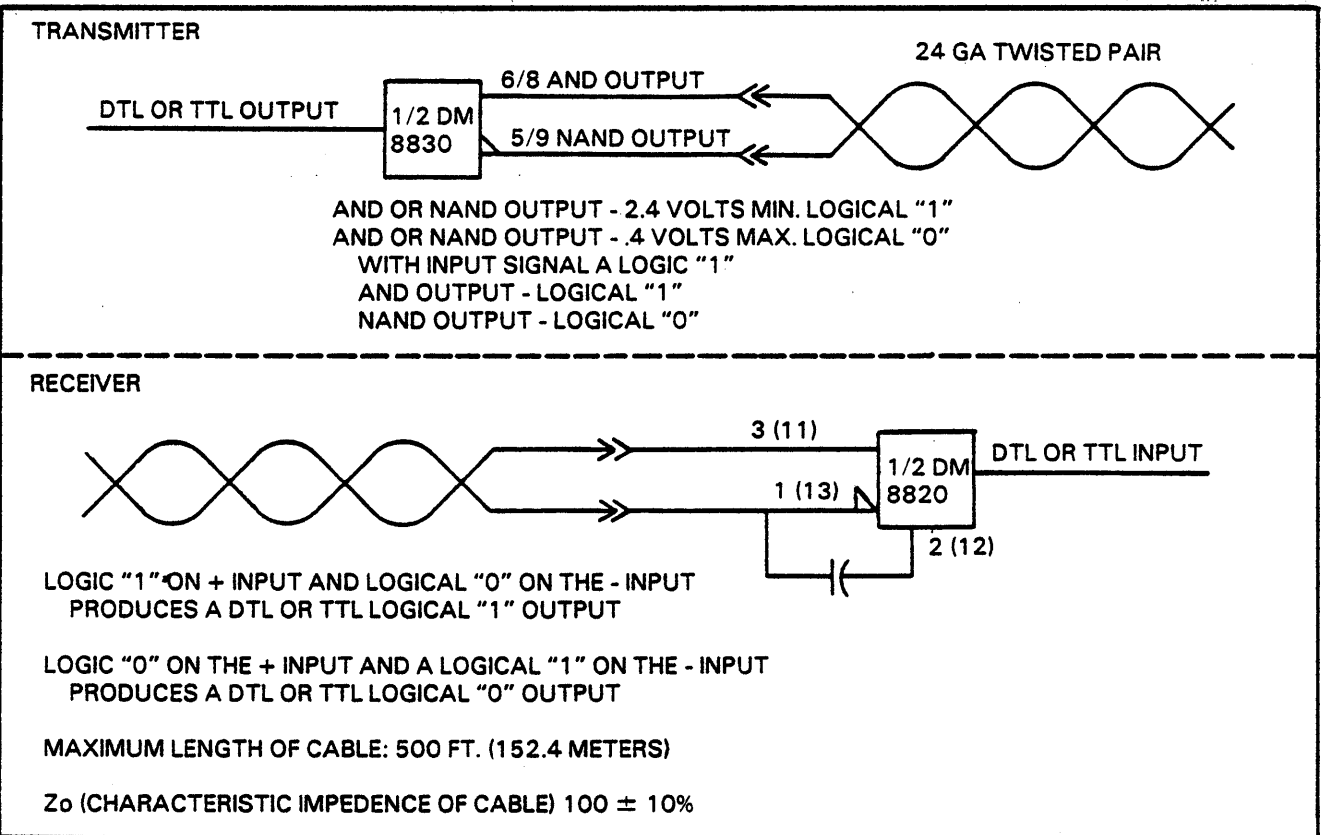 TRANSMITTER
24 GA TWISTED PAIR
6/8 AND OUTPUT
DTL OR TTL OUTPUT
1/2 DM
8830
5/9 NAND OUTPUT
AND OR NAND OUTPUT - 2.4 VOLTS MIN. LOGICAL "1"
AND OR NAND OUTPUT - .4 VOLTS MAX. LOGICAL "0"
WITH INPUT SIGNAL A LOGIC "1"
AND OUTPUT - LOGICAL "1"
NAND OUTPUT - LOGICAL "0"
RECEIVER
3 (11)
DTL OR TTL INPUT
1/2 DM
8820
1 (13)
2 (12)
LOGIC "1" ON + INPUT AND LOGICAL "0" ON THE - INPUT
PRODUCES A DTL OR TTL LOGICAL "1" OUTPUT
LOGIC "0" ON THE + INPUT AND A LOGICAL "1" ON THE - INPUT
PRODUCES A DTL OR TTL LOGICAL "0" OUTPUT
MAXIMUM LENGTH OF CABLE: 500 FT. (152.4 METERS)
Zo (CHARACTERISTIC IMPEDENCE OF CABLE) 100 ± 10%